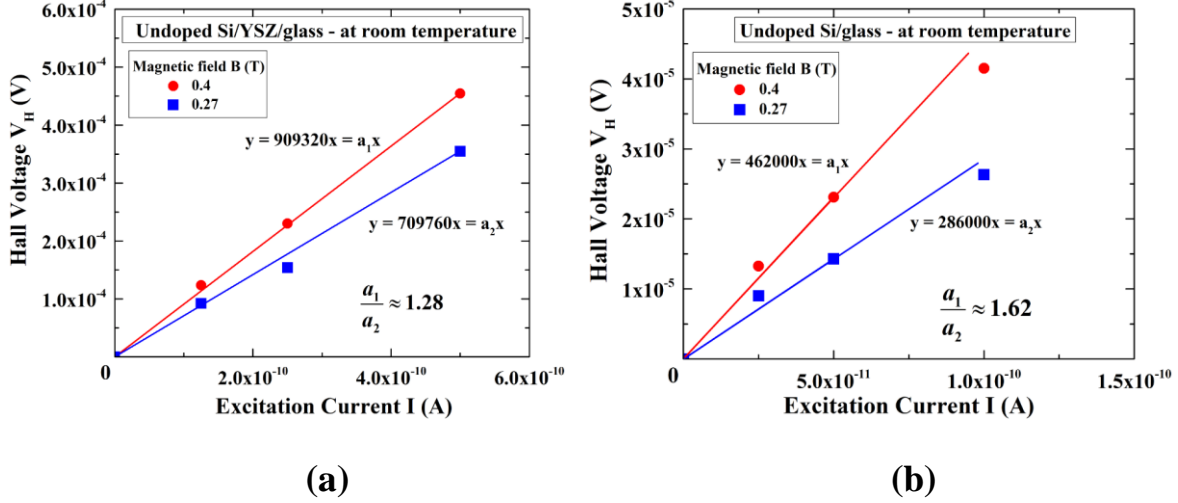 Undoped Si/YSZ/glass - at room temperature
Magnetic field B (T)
0.4
0.27
y = 909320x = a₁x
y = 709760x = a₂x
a₁/a₂ ≈ 1.28
Hall Voltage V_H (V)
6.0x10⁻⁴
5.0x10⁻⁴
4.0x10⁻⁴
3.0x10⁻⁴
2.0x10⁻⁴
1.0x10⁻⁴
0
2.0x10⁻¹⁰
4.0x10⁻¹⁰
6.0x10⁻¹⁰
Excitation Current I (A)
(a)
Undoped Si/glass - at room temperature
Magnetic field B (T)
0.4
0.27
y = 462000x = a₁x
y = 286000x = a₂x
a₁/a₂ ≈ 1.62
Hall Voltage V_H (V)
5x10⁻⁵
4x10⁻⁵
3x10⁻⁵
2x10⁻⁵
1x10⁻⁵
0
5.0x10⁻¹¹
1.0x10⁻¹⁰
1.5x10⁻¹⁰
Excitation Current I (A)
(b)